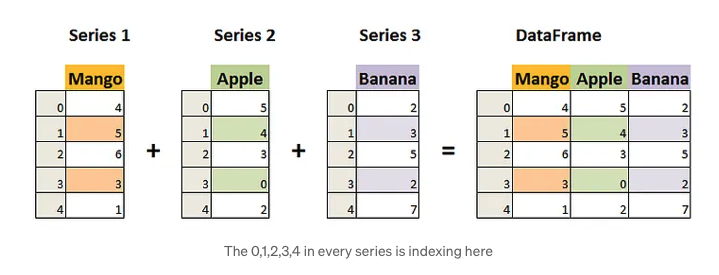 Series 1 Series 2 Series 3 DataFrame
Mango Apple Banana Mango Apple Banana
0 4 0 5 0 2 0 4 5 2
1 5 1 4 1 3 1 5 4 3
2 6 + 2 3 + 2 5 = 2 6 3 5
3 3 3 0 3 2 3 3 0 2
4 1 4 2 4 7 4 1 2 7
The 0,1,2,3,4 in every series is indexing here